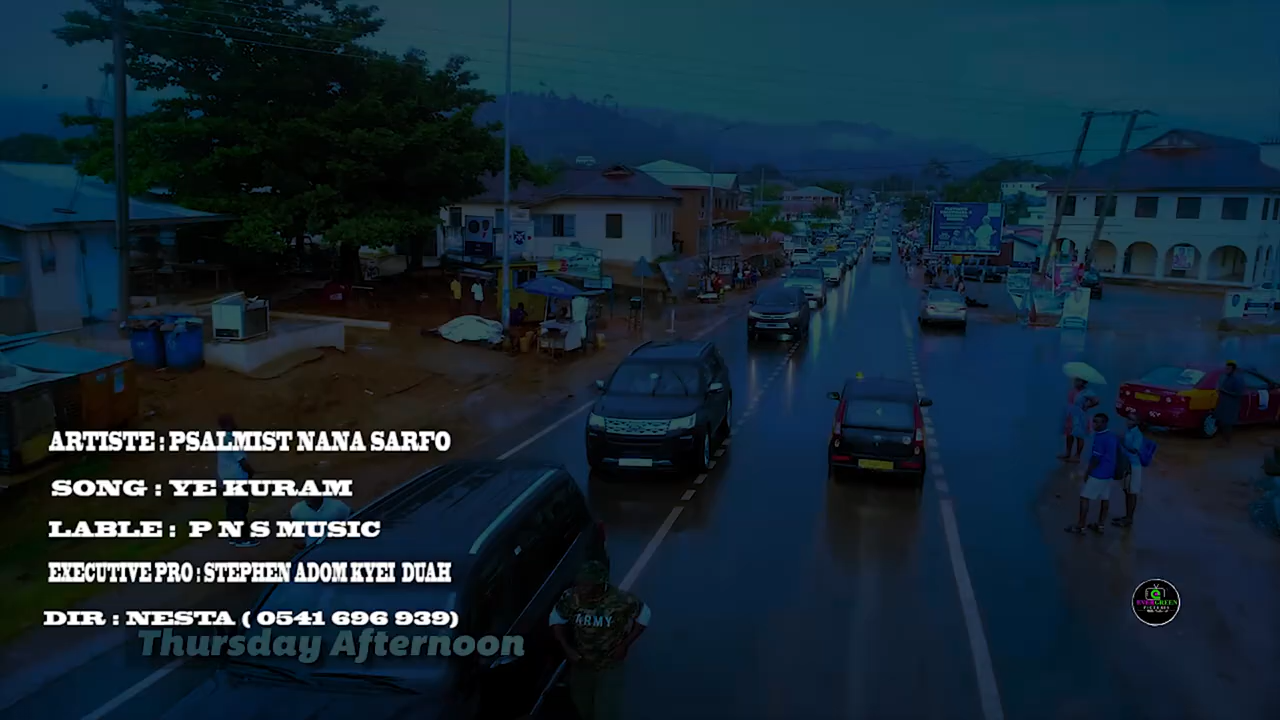 ARTISTE : PSALMIST NANA SARFO
SONG : YE KURAM
LABLE : P N S MUSIC
EXECUTIVE PRO : STEPHEN ADOM KYEI DUAH
DIR : NESTA ( 0541 696 939)
Thursday Afternoon
ARMY
EVERGREEN